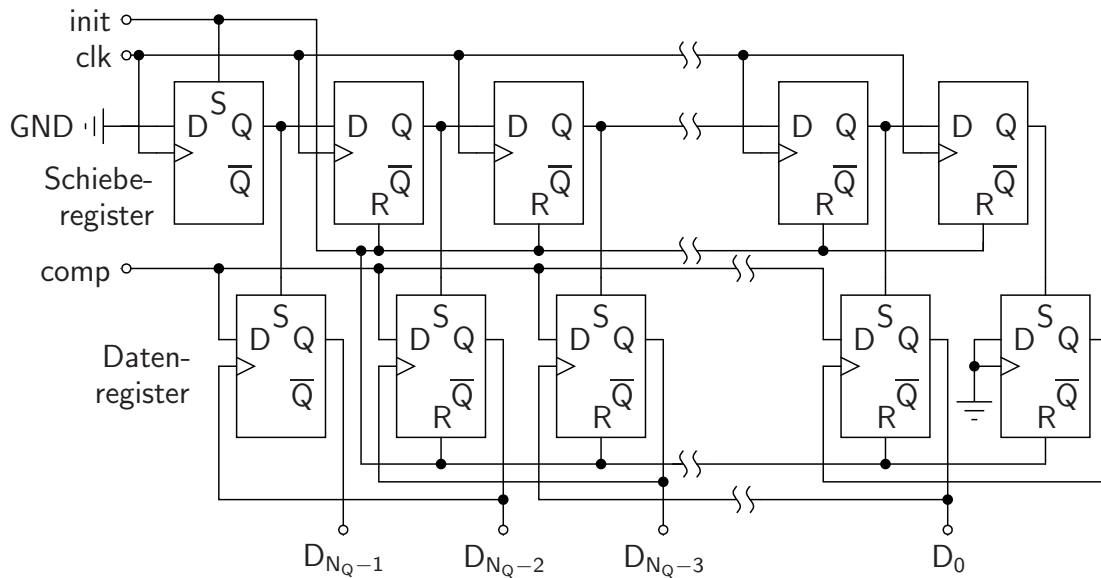 init
clk
S
GND D Q D Q D Q D Q D Q
Q Q Q Q Q
Schiebe-
register
R R R R
comp
S S S S S
D Q D Q D Q D Q D Q
Daten-
register
Q Q Q Q Q
R R R R
D_{N_Q−1} D_{N_Q−2} D_{N_Q−3} D_0